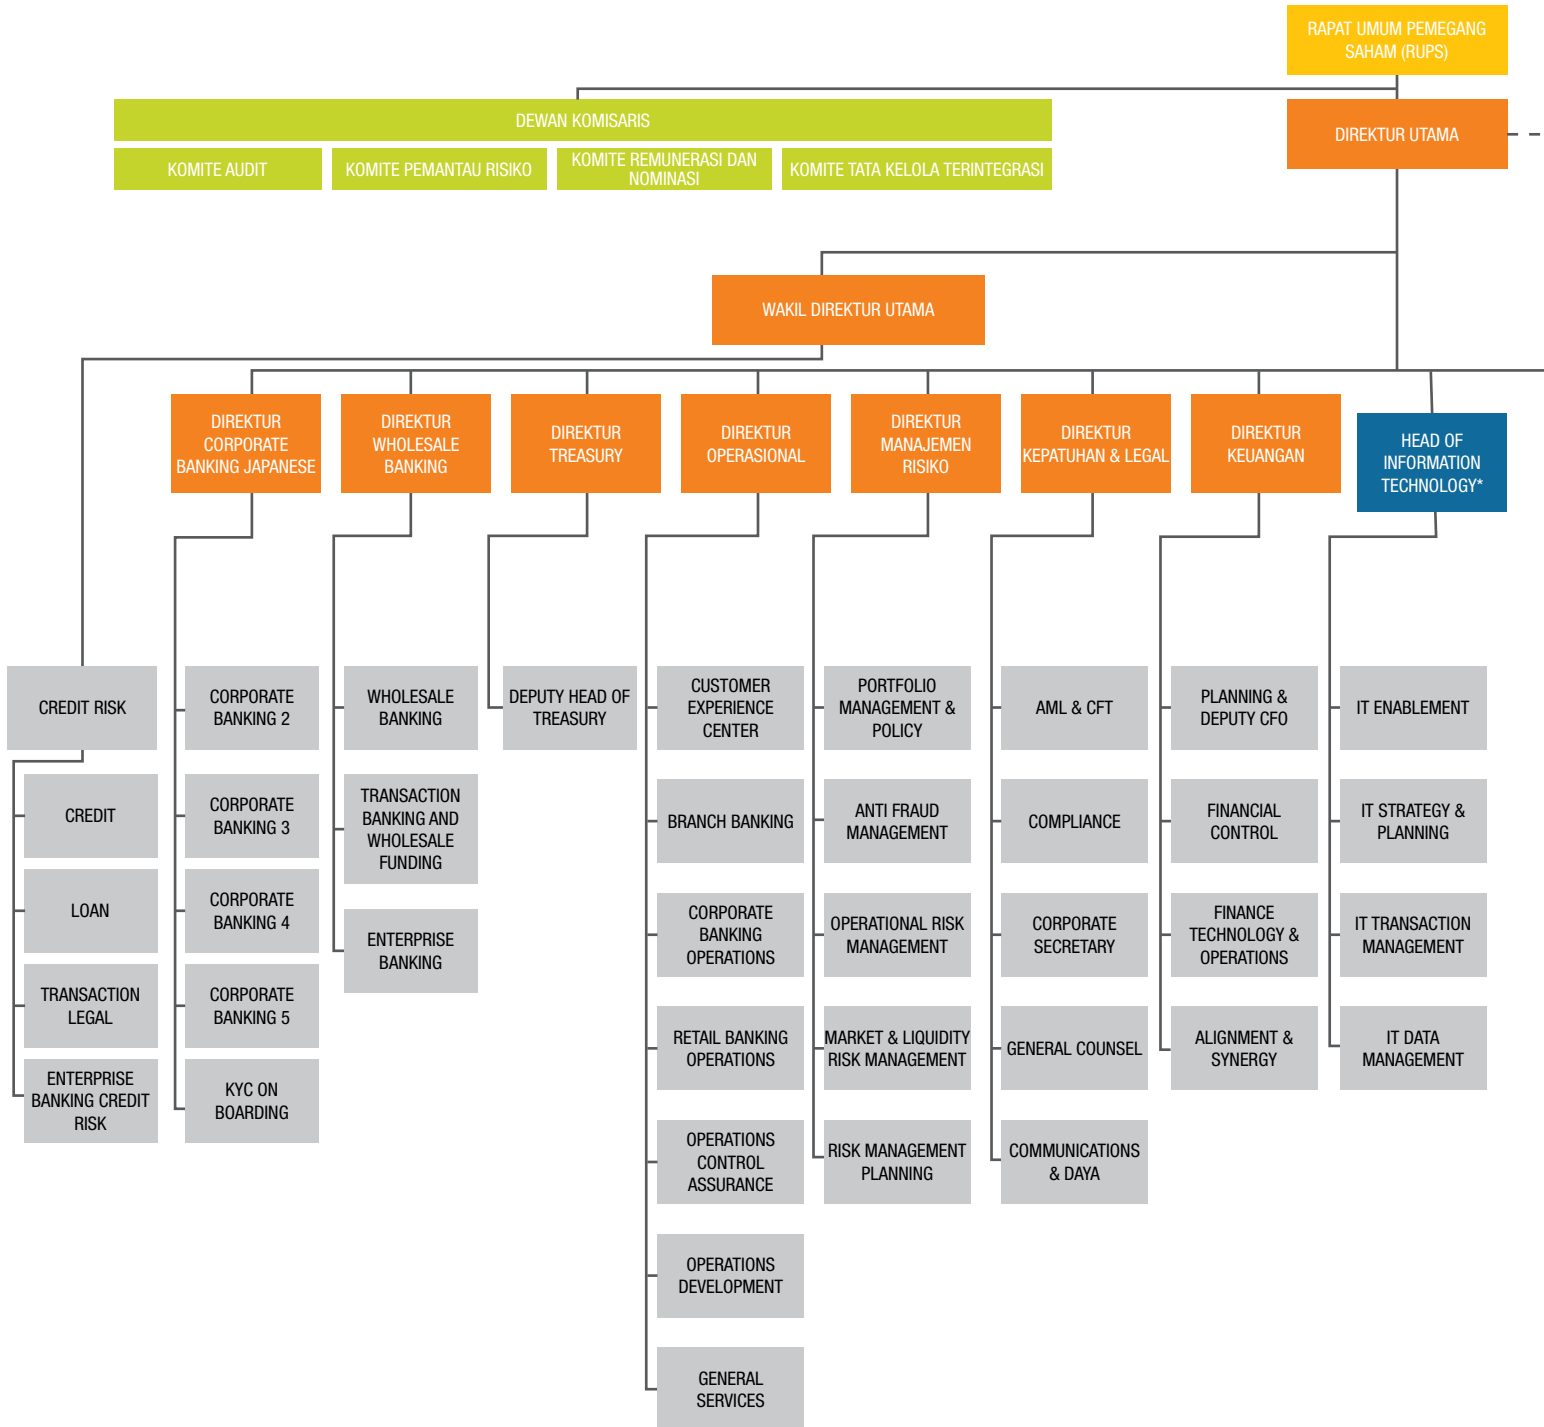 RAPAT UMUM PEMEGANG
SAHAM (RUPS)
DEWAN KOMISARIS
DIREKTUR UTAMA
KOMITE AUDIT
KOMITE PEMANTAU RISIKO
KOMITE REMUNERASI DAN
NOMINASI
KOMITE TATA KELOLA TERINTEGRASI
WAKIL DIREKTUR UTAMA
DIREKTUR
CORPORATE
BANKING JAPANESE
DIREKTUR
WHOLESALE
BANKING
DIREKTUR
TREASURY
DIREKTUR
OPERASIONAL
DIREKTUR
MANAJEMEN
RISIKO
DIREKTUR
KEPATUHAN & LEGAL
DIREKTUR
KEUANGAN
HEAD OF
INFORMATION
TECHNOLOGY*
CREDIT RISK
CREDIT
LOAN
TRANSACTION
LEGAL
ENTERPRISE
BANKING CREDIT
RISK
CORPORATE
BANKING 2
CORPORATE
BANKING 3
CORPORATE
BANKING 4
CORPORATE
BANKING 5
KYC ON
BOARDING
WHOLESALE
BANKING
TRANSACTION
BANKING AND
WHOLESALE
FUNDING
ENTERPRISE
BANKING
DEPUTY HEAD OF
TREASURY
CUSTOMER
EXPERIENCE
CENTER
BRANCH BANKING
CORPORATE
BANKING
OPERATIONS
RETAIL BANKING
OPERATIONS
OPERATIONS
CONTROL
ASSURANCE
OPERATIONS
DEVELOPMENT
GENERAL
SERVICES
PORTFOLIO
MANAGEMENT &
POLICY
ANTI FRAUD
MANAGEMENT
OPERATIONAL RISK
MANAGEMENT
MARKET & LIQUIDITY
RISK MANAGEMENT
RISK MANAGEMENT
PLANNING
AML & CFT
COMPLIANCE
CORPORATE
SECRETARY
GENERAL COUNSEL
COMMUNICATIONS
& DAYA
PLANNING &
DEPUTY CFO
FINANCIAL
CONTROL
FINANCE
TECHNOLOGY &
OPERATIONS
ALIGNMENT &
SYNERGY
IT ENABLEMENT
IT STRATEGY &
PLANNING
IT TRANSACTION
MANAGEMENT
IT DATA
MANAGEMENT